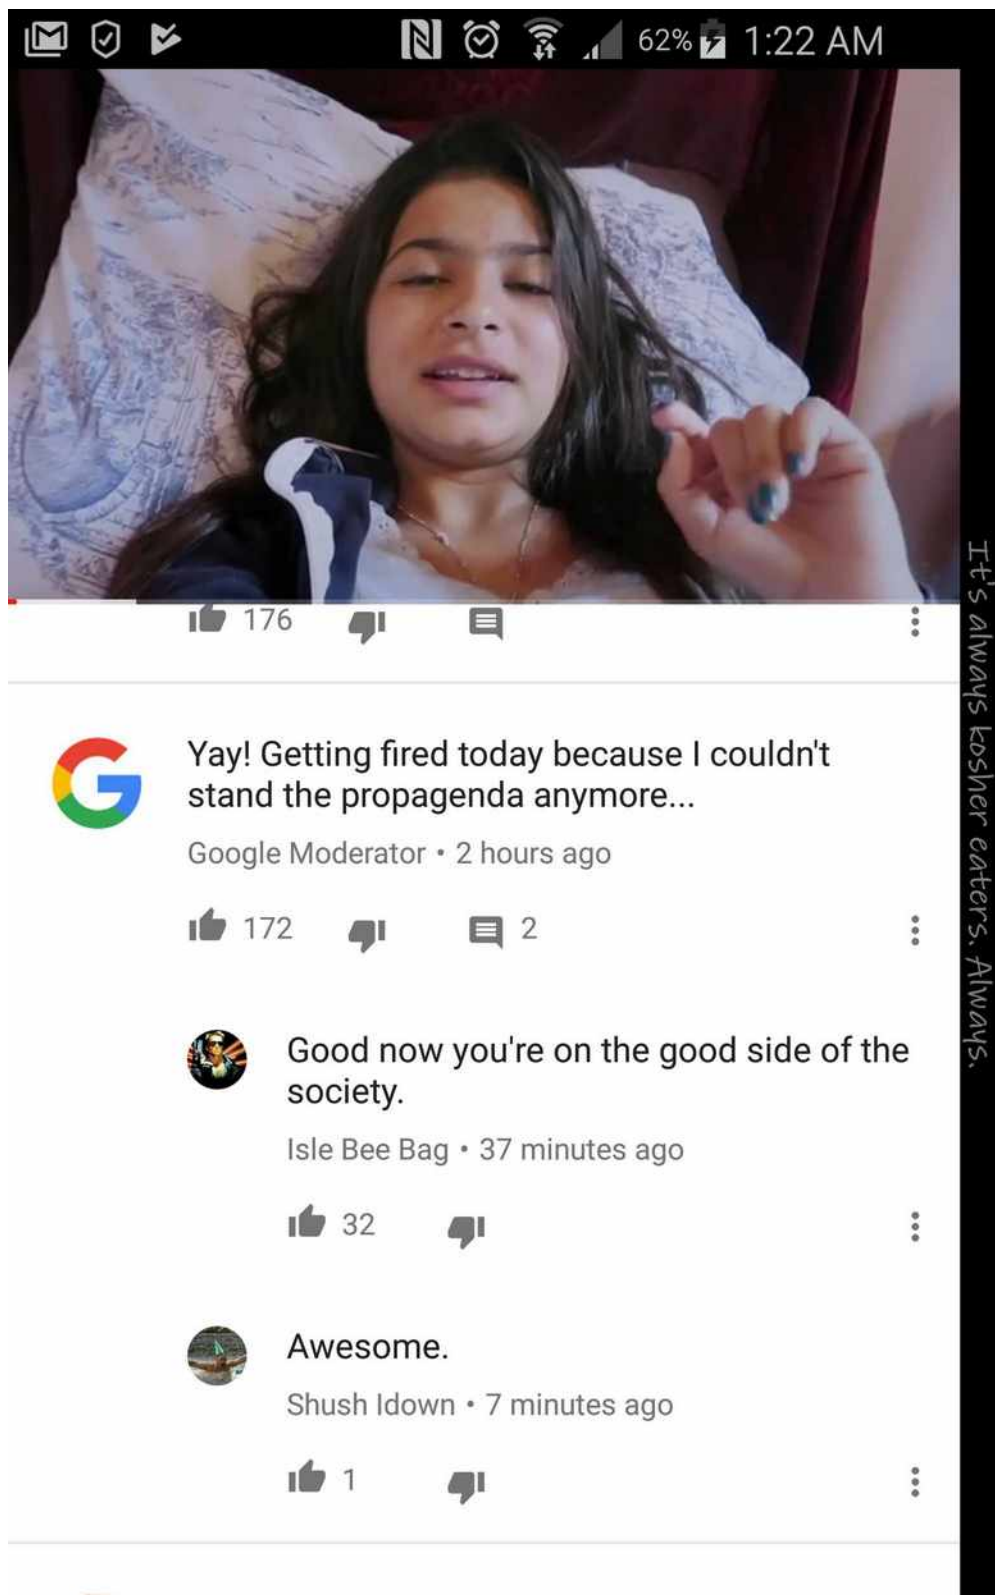 62% 1:22 AM
176
Yay! Getting fired today because I couldn't
stand the propagenda anymore...
Google Moderator • 2 hours ago
172 2
Good now you're on the good side of the
society.
Isle Bee Bag • 37 minutes ago
32
Awesome.
Shush Idown • 7 minutes ago
1
It's always kosher eaters. Always.